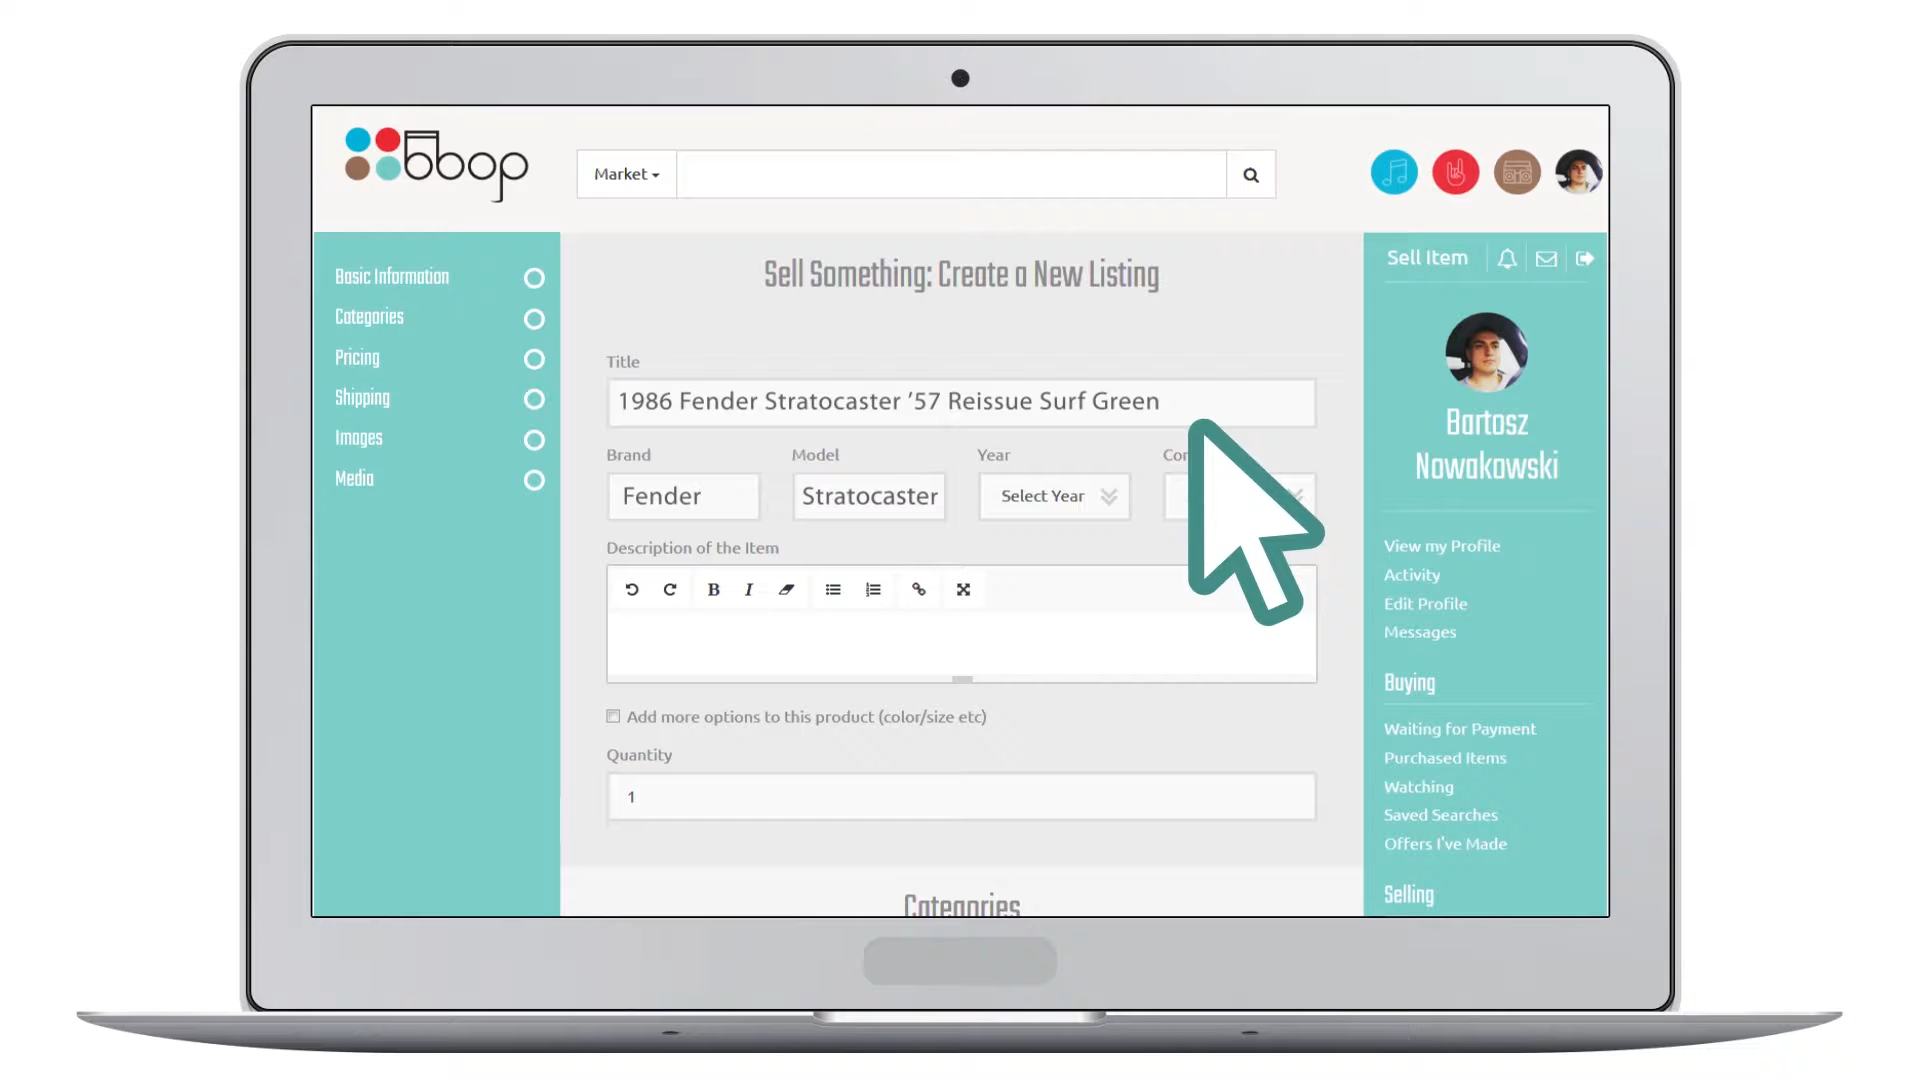 bbop
Market
Basic Information
Categories
Pricing
Shipping
Images
Media
Sell Something: Create a New Listing
Title
1986 Fender Stratocaster ’57 Reissue Surf Green
Brand
Model
Year
Fender
Stratocaster
Select Year
Description of the Item
B I
Add more options to this product (color/size etc)
Quantity
1
Categories
Sell Item
Bartosz
Nowakowski
View my Profile
Activity
Edit Profile
Messages
Buying
Waiting for Payment
Purchased Items
Watching
Saved Searches
Offers I've Made
Selling